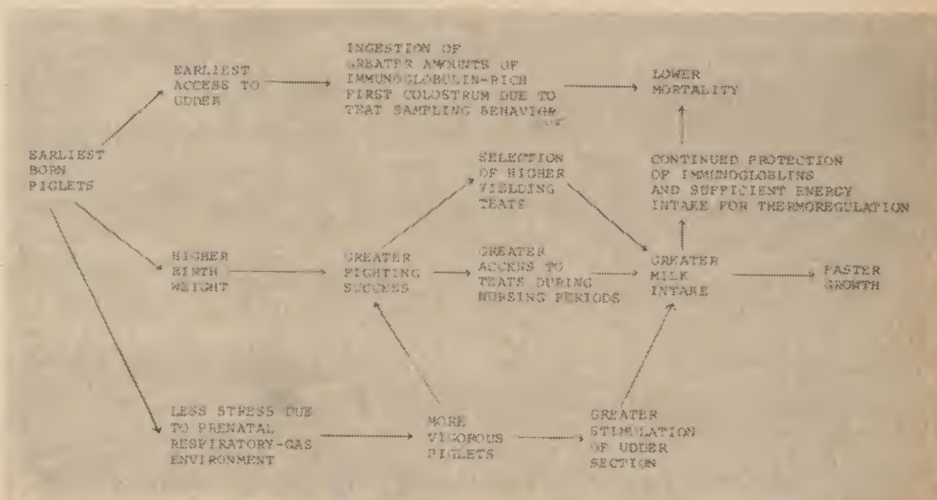 EARLIEST
ACCESS TO
UDDER
INGESTION OF
GREATER AMOUNTS OF
IMMUNOGLOBULIN-RICH
FIRST COLOSTRUM DUE TO
TEAT SAMPLING BEHAVIOR
LOWER
MORTALITY
EARLIEST
BORN
PIGLETS
SELECTION
OF HIGHER
YIELDING
TEATS
CONTINUED PROTECTION
OF IMMUNOGLOBLINS
AND SUFFICIENT ENERGY
INTAKE FOR THERMOREGULATION
HIGHER
BIRTH
WEIGHT
GREATER
FIGHTING
SUCCESS
GREATER
ACCESS TO
TEATS DURING
NURSING PERIODS
GREATER
MILK
INTAKE
FASTER
GROWTH
LESS STRESS DUE
TO PRENATAL
RESPIRATORY-GAS
ENVIRONMENT
MORE
VIGOROUS
PIGLETS
GREATER
STIMULATION
OF UDDER
SECTION